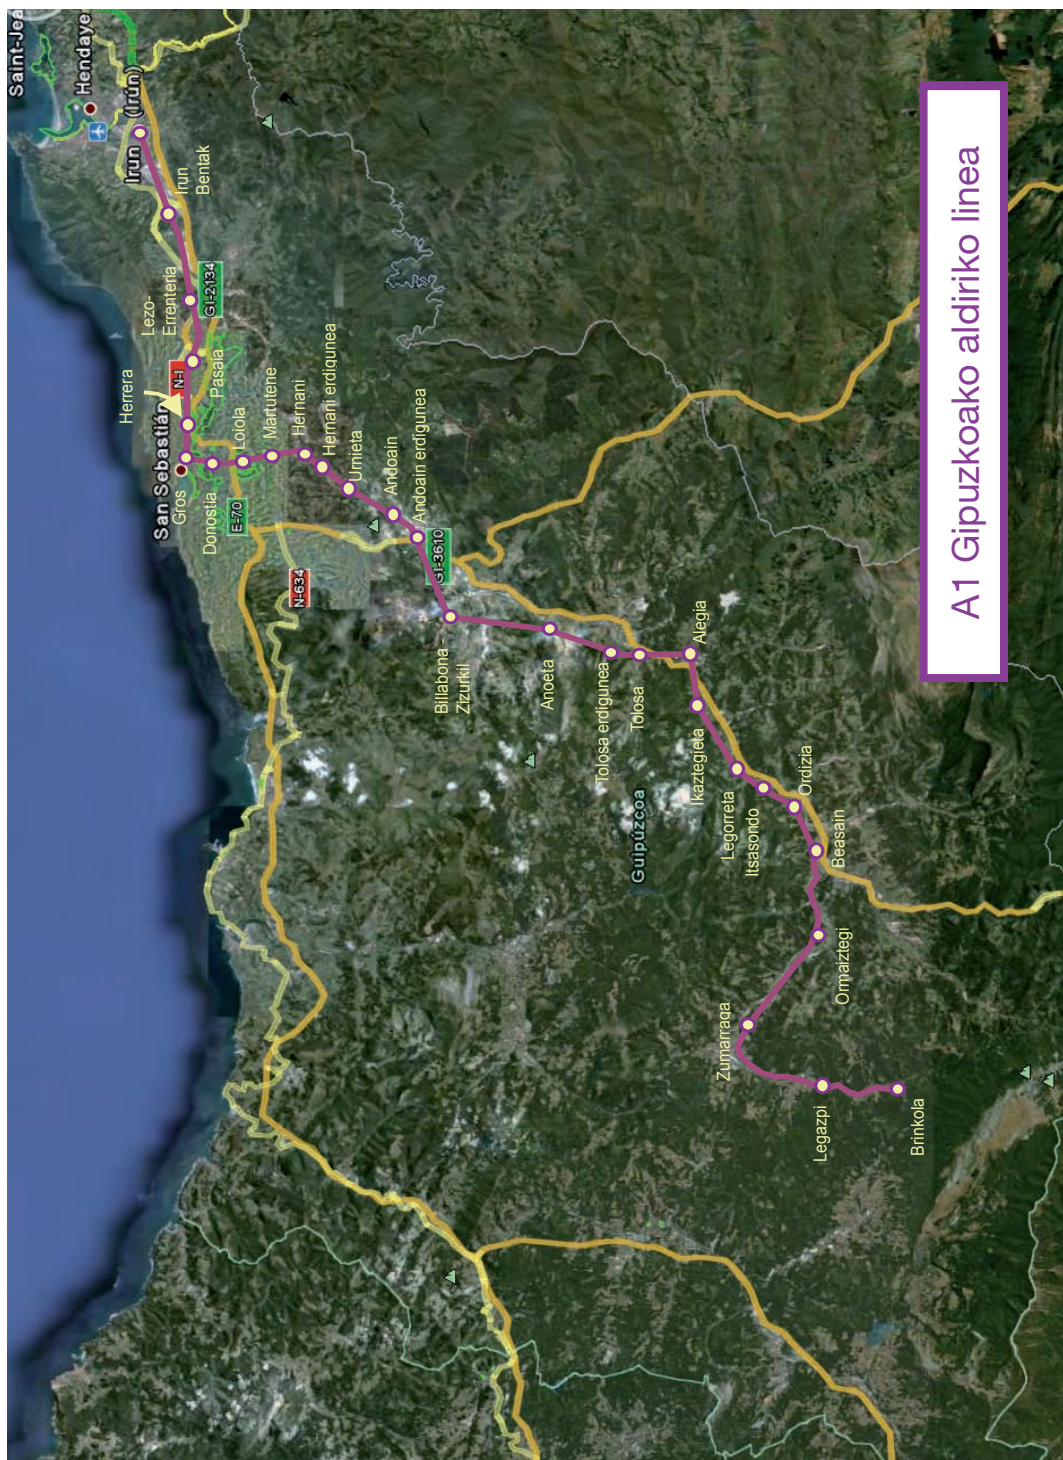 Saint-Jea
Hendaye
(Irún)
Irun
Irun
Bentak
Lezo-
Errenteria
GI-2134
Pasaia
N-I
Herrera
San Sebastián
Gros
Donostia
Loiola
E-70
Martutene
Hernani
Hernani erdigunea
Urnieta
Andoain
Andoain erdigunea
GI-3610
N-634
Billabona -
Zizurkil
Anoeta
Tolosa erdigunea
Tolosa
Alegia
Ikaztegieta
Legorreta
Itsasondo
Ordizia
Beasain
Guipúzcoa
Ormaiztegi
Zumarraga
Legazpi
Brinkola
A1 Gipuzkoako aldiriko linea